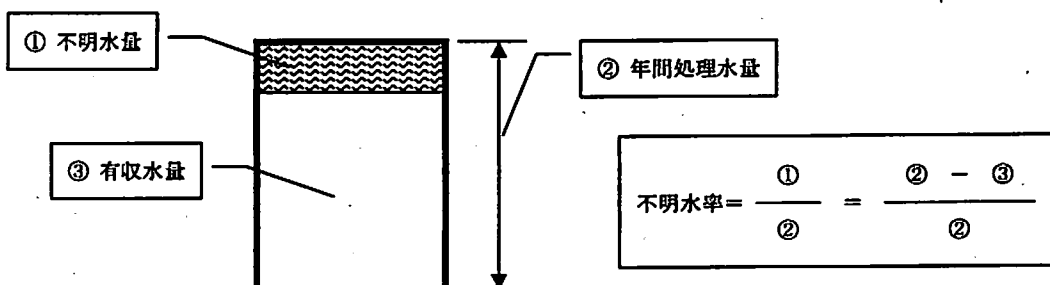 ① 不明水量
② 年間処理水量
③ 有収水量
不明水率＝ ① / ② ＝ ② － ③ / ②